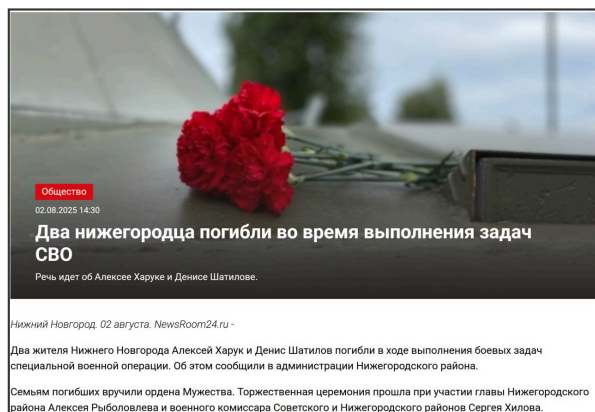 Общество
02.08.2025 14:30
Два нижегородца погибли во время выполнения задач
СВО
Речь идет об Алексее Харуке и Денисе Шатилове.
Нижний Новгород. 02 августа. NewsRoom24.ru -
Два жителя Нижнего Новгорода Алексей Харук и Денис Шатилов погибли в ходе выполнения боевых задач
специальной военной операции. Об этом сообщили в администрации Нижегородского района.
Семьям погибших вручили ордена Мужества. Торжественная церемония прошла при участии главы Нижегородского
района Алексея Рыболовлева и военного комиссара Советского и Нижегородского районов Сергея Хилова.